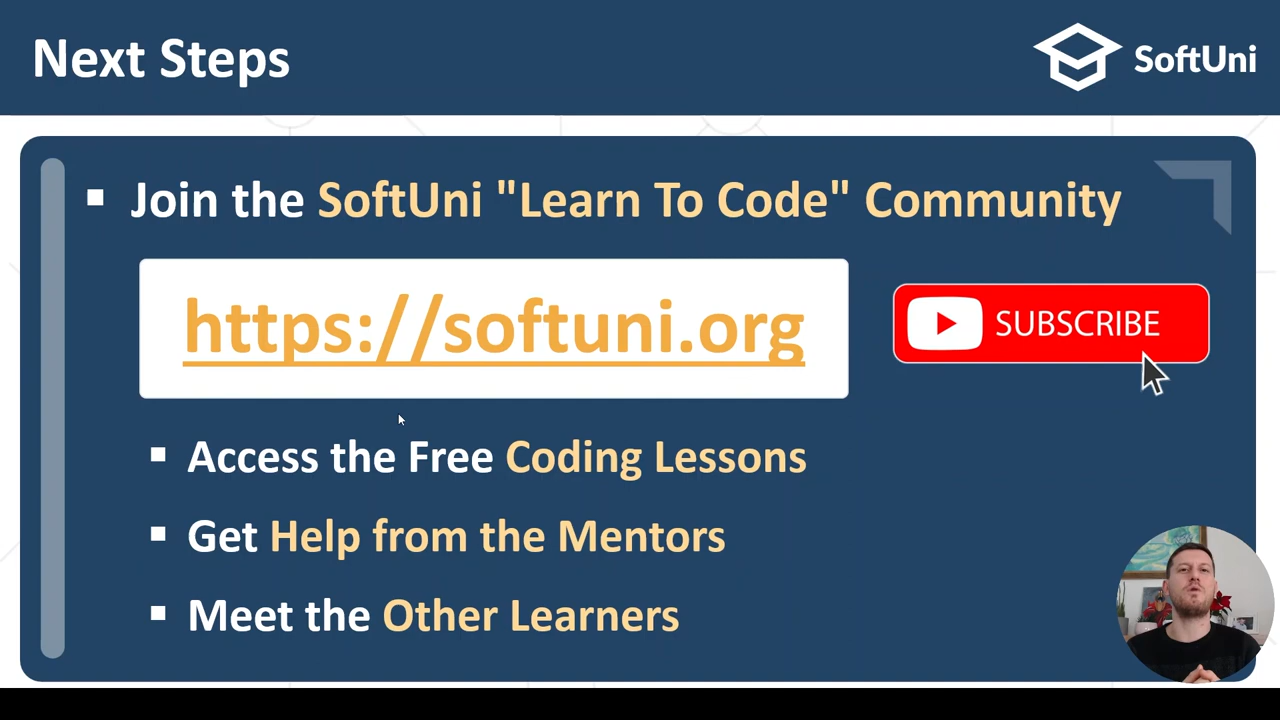 Next Steps
SoftUni
Join the SoftUni "Learn To Code" Community
https://softuni.org
SUBSCRIBE
Access the Free Coding Lessons
Get Help from the Mentors
Meet the Other Learners